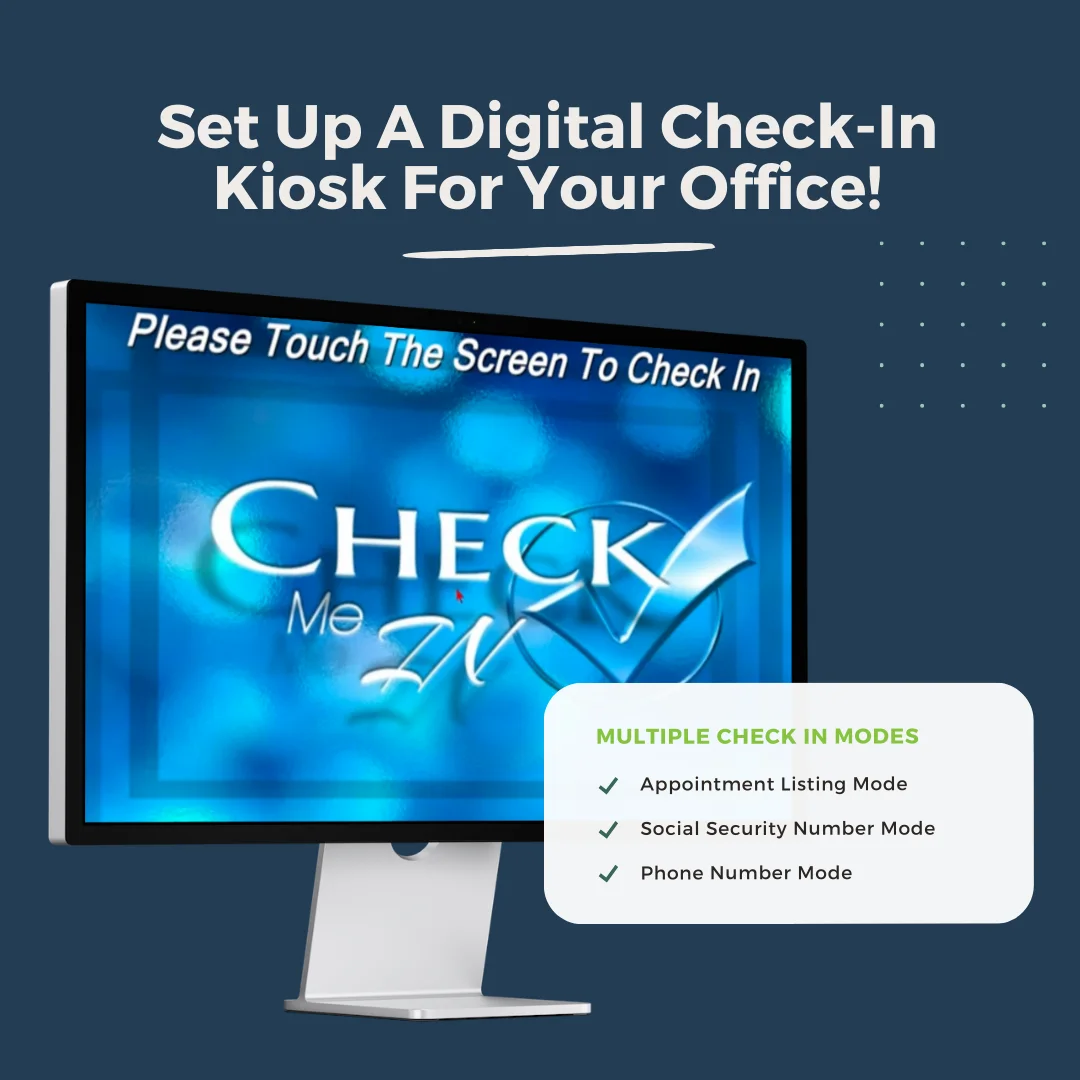 Set Up A Digital Check-In
Kiosk For Your Office!
Please Touch The Screen To Check In
CHECK
Me IN
MULTIPLE CHECK IN MODES
Appointment Listing Mode
Social Security Number Mode
Phone Number Mode